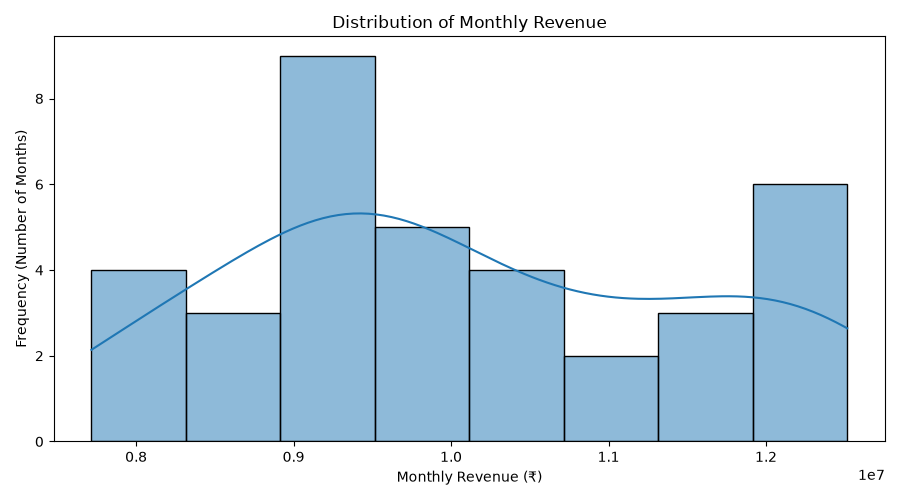 Distribution of Monthly Revenue
Frequency (Number of Months)
8
6
4
2
0
0.8 0.9 1.0 1.1 1.2
1e7
Monthly Revenue (₹)